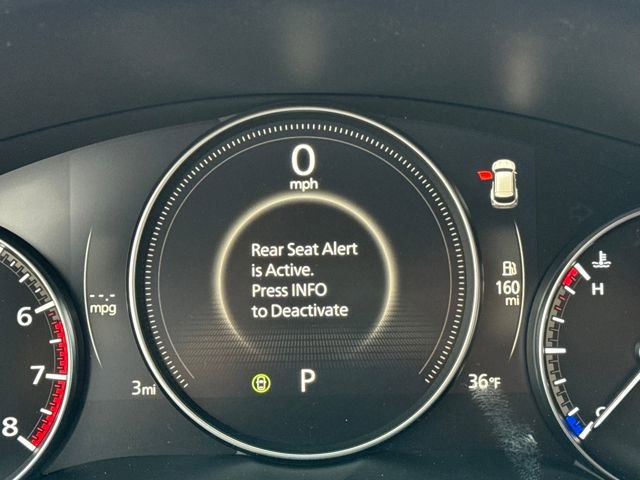 0
mph
Rear Seat Alert
is Active.
Press INFO
to Deactivate
--.-
mpg
160
mi
6
7
8
H
C
3mi
P
36°F